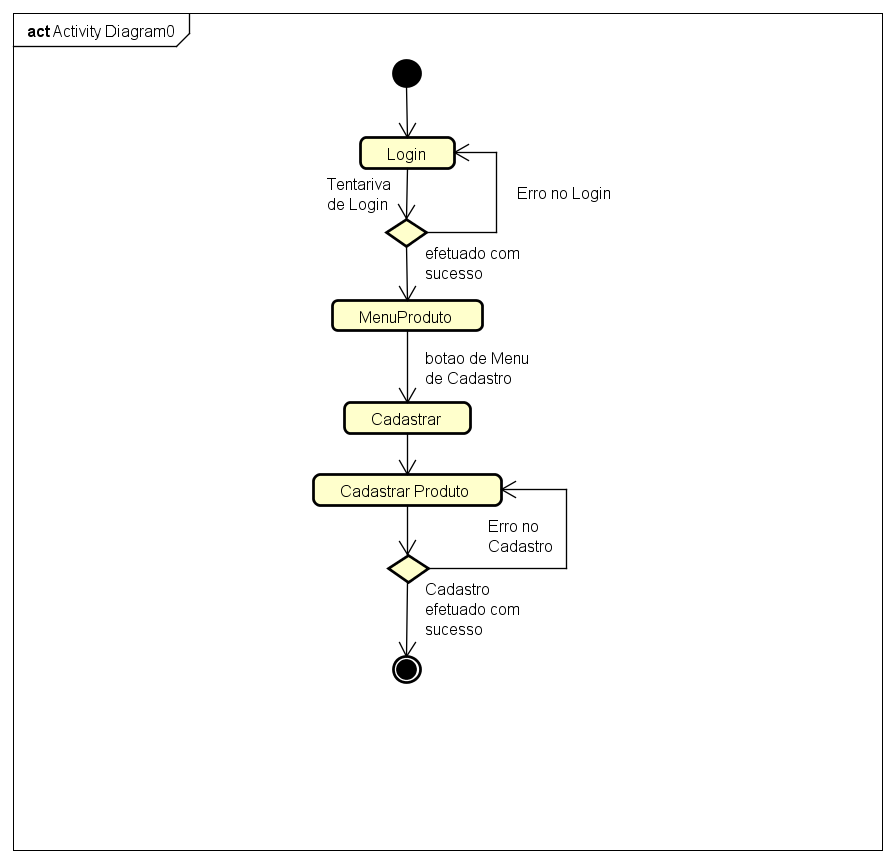 act Activity Diagram0
Login
Tentariva
de Login
Erro no Login
efetuado com
sucesso
MenuProduto
botao de Menu
de Cadastro
Cadastrar
Cadastrar Produto
Erro no
Cadastro
Cadastro
efetuado com
sucesso